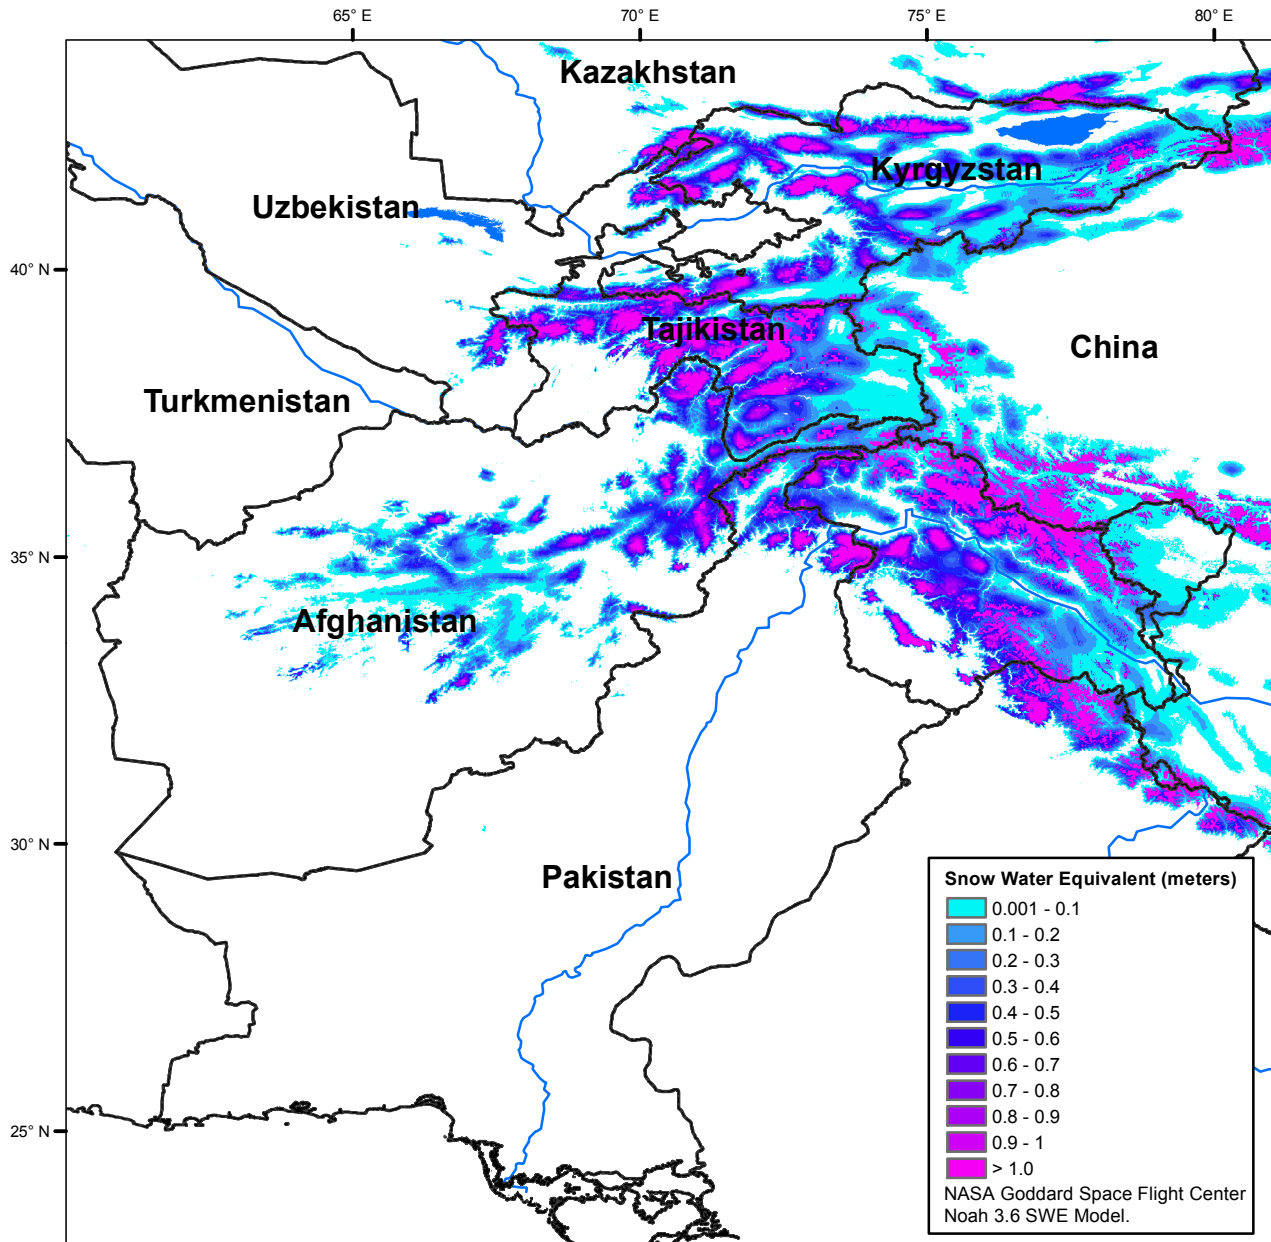 65° E
70° E
75° E
80° E
Kazakhstan
Kyrgyzstan
Uzbekistan
40° N
Tajikistan
China
Turkmenistan
35° N
Afghanistan
30° N
Pakistan
25° N
Snow Water Equivalent (meters)
0.001 - 0.1
0.1 - 0.2
0.2 - 0.3
0.3 - 0.4
0.4 - 0.5
0.5 - 0.6
0.6 - 0.7
0.7 - 0.8
0.8 - 0.9
0.9 - 1
> 1.0
NASA Goddard Space Flight Center
Noah 3.6 SWE Model.